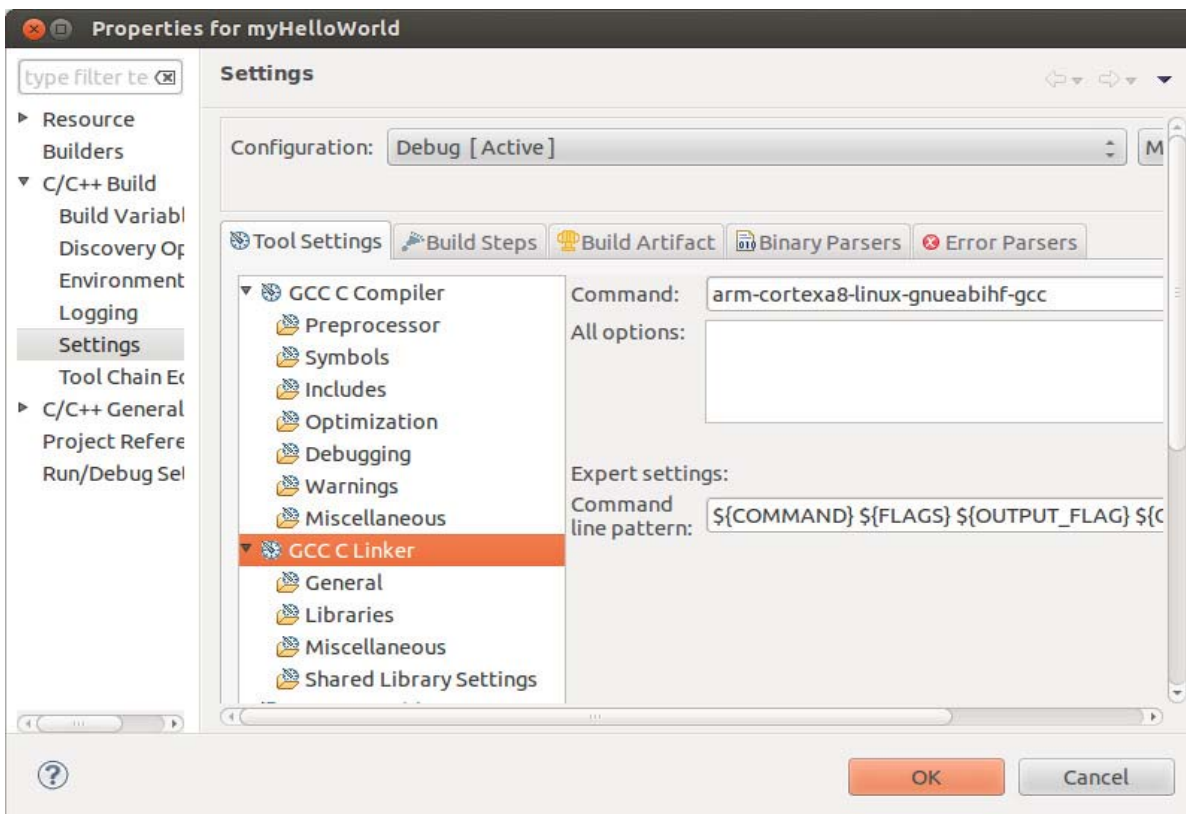 Properties for myHelloWorld
type filter te
Resource
Builders
C/C++ Build
Build Variabl
Discovery Op
Environment
Logging
Settings
Tool Chain Ec
C/C++ General
Project Refere
Run/Debug Set
Settings
Configuration:
Debug [Active]
M
Tool Settings
Build Steps
Build Artifact
Binary Parsers
Error Parsers
GCC C Compiler
Preprocessor
Symbols
Includes
Optimization
Debugging
Warnings
Miscellaneous
GCC C Linker
General
Libraries
Miscellaneous
Shared Library Settings
Command:
arm-cortexa8-linux-gnueabihf-gcc
All options:
Expert settings:
Command
line pattern:
${COMMAND} ${FLAGS} ${OUTPUT_FLAG} ${O
OK
Cancel